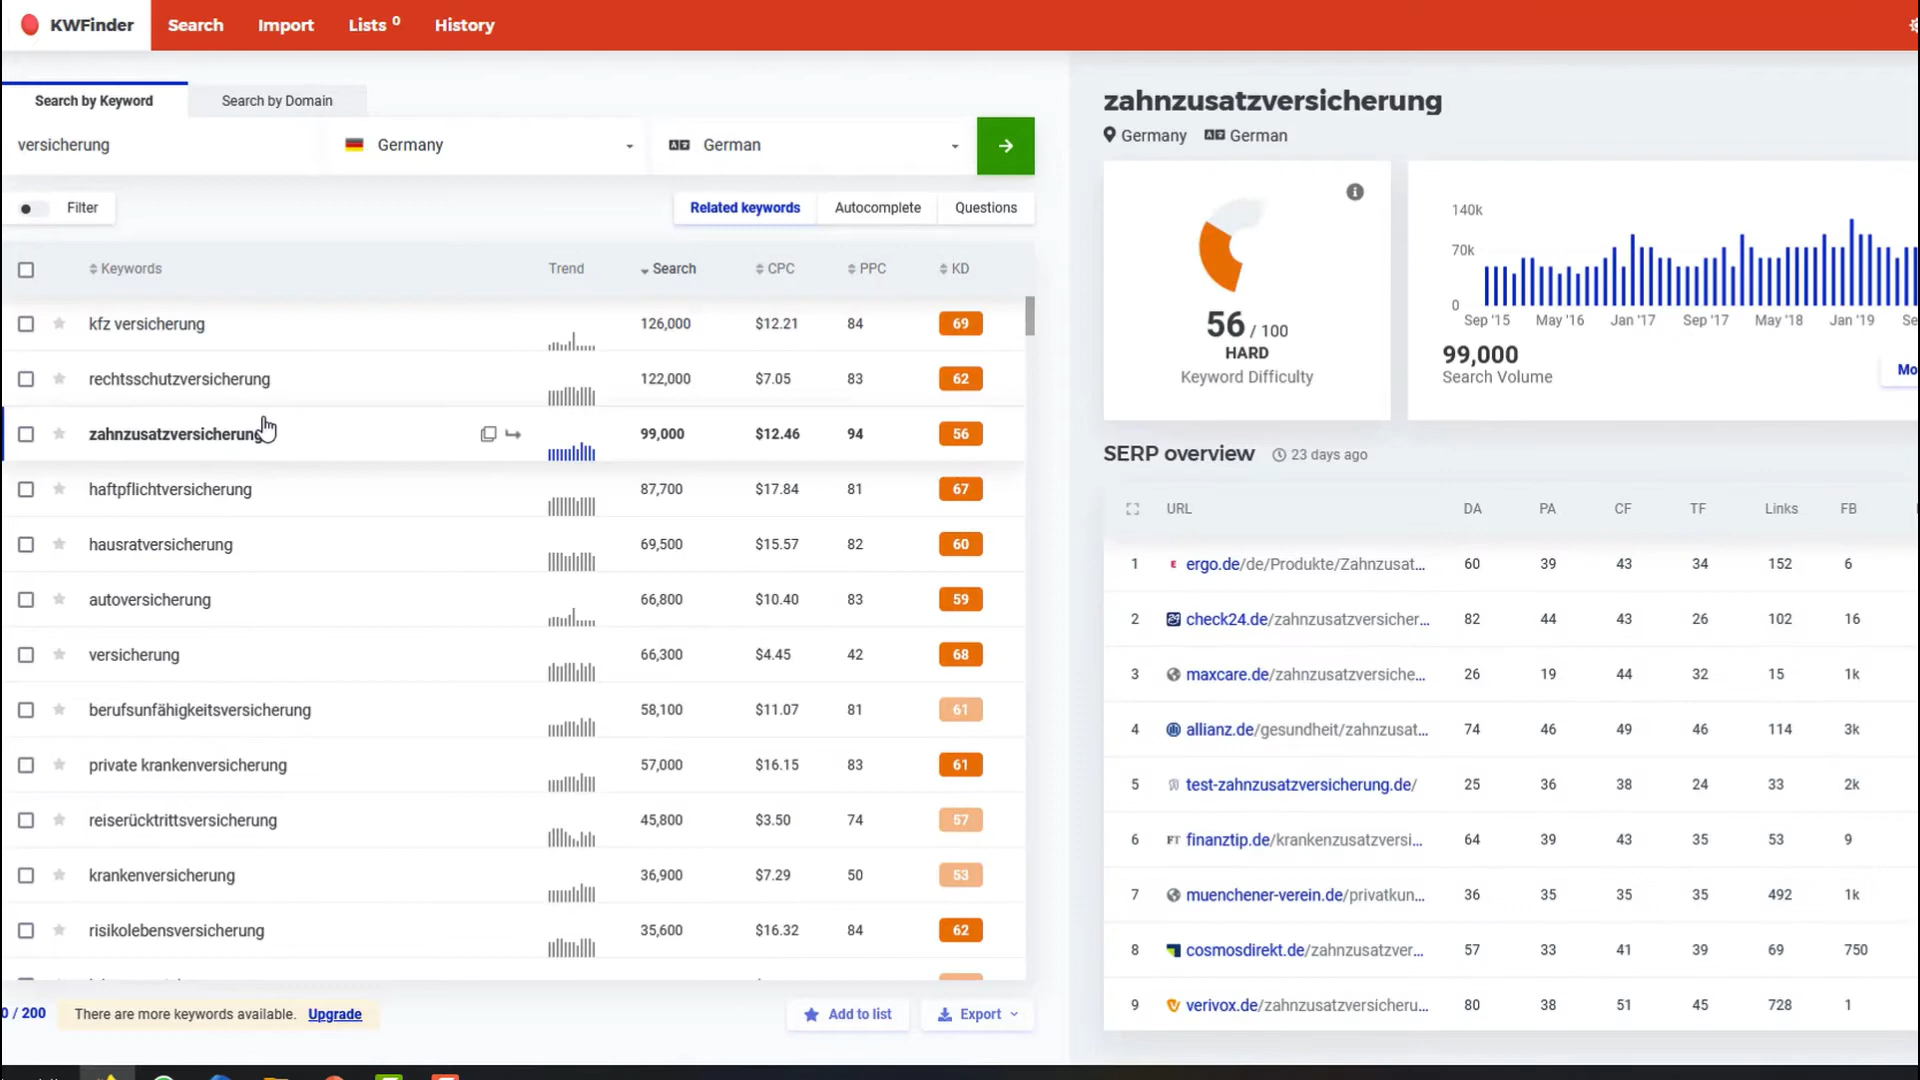 KWFinder Search Import Lists 0 History
Search by Keyword Search by Domain
versicherung Germany German
Filter Related keywords Autocomplete Questions
Keywords Trend Search CPC PPC KD
kfz versicherung 126,000 $12.21 84 69
rechtsschutzversicherung 122,000 $7.05 83 62
zahnzusatzversicherung 99,000 $12.46 94 56
haftpflichtversicherung 87,700 $17.84 81 67
hausratversicherung 69,500 $15.57 82 60
autoversicherung 66,800 $10.40 83 59
versicherung 66,300 $4.45 42 68
berufsunfähigkeitsversicherung 58,100 $11.07 81 61
private krankenversicherung 57,000 $16.15 83 61
reiserücktrittsversicherung 45,800 $3.50 74 57
krankenversicherung 36,900 $7.29 50 53
risikolebensversicherung 35,600 $16.32 84 62
0 / 200 There are more keywords available. Upgrade Add to list Export
zahnzusatzversicherung
Germany German
56 / 100
HARD
Keyword Difficulty
140k
70k
0
Sep '15 May '16 Jan '17 Sep '17 May '18 Jan '19 Se
99,000
Search Volume
Mo
SERP overview 23 days ago
URL DA PA CF TF Links FB
1 ergo.de/de/Produkte/Zahnzusat... 60 39 43 34 152 6
2 check24.de/zahnzusatzversicher... 82 44 43 26 102 16
3 maxcare.de/zahnzusatzversiche... 26 19 44 32 15 1k
4 allianz.de/gesundheit/zahnzusat... 74 46 49 46 114 3k
5 test-zahnzusatzversicherung.de/ 25 36 38 24 33 2k
6 FT finanztip.de/krankenzusatzversi... 64 39 43 35 53 9
7 muenchener-verein.de/privatkun... 36 35 35 35 492 1k
8 cosmosdirekt.de/zahnzusatzver... 57 33 41 39 69 750
9 verivox.de/zahnzusatzversicheru... 80 38 51 45 728 1